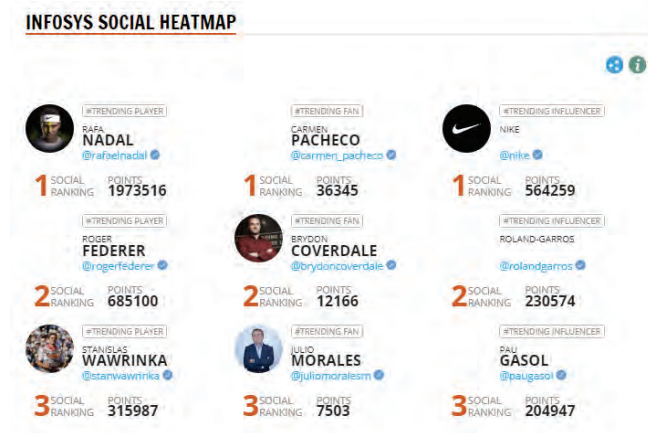 INFOSYS SOCIAL HEATMAP
#TRENDING PLAYER
RAFA
NADAL
@rafaelnadal
1 SOCIAL RANKING POINTS 1973516
#TRENDING FAN
CARMEN
PACHECO
@carmen_pacheco
1 SOCIAL RANKING POINTS 36345
#TRENDING INFLUENCER
NIKE
@nike
1 SOCIAL RANKING POINTS 564259
#TRENDING PLAYER
ROGER
FEDERER
@rogerfederer
2 SOCIAL RANKING POINTS 685100
#TRENDING FAN
BRYDON
COVERDALE
@brydoncoverdale
2 SOCIAL RANKING POINTS 12166
#TRENDING INFLUENCER
ROLAND-GARROS
@rolandgarros
2 SOCIAL RANKING POINTS 230574
#TRENDING PLAYER
STANISLAS
WAWRINKA
@stanwawrinka
3 SOCIAL RANKING POINTS 315987
#TRENDING FAN
JULIO
MORALES
@juliomoralesm
3 SOCIAL RANKING POINTS 7503
#TRENDING INFLUENCER
PAU
GASOL
@paugasol
3 SOCIAL RANKING POINTS 204947